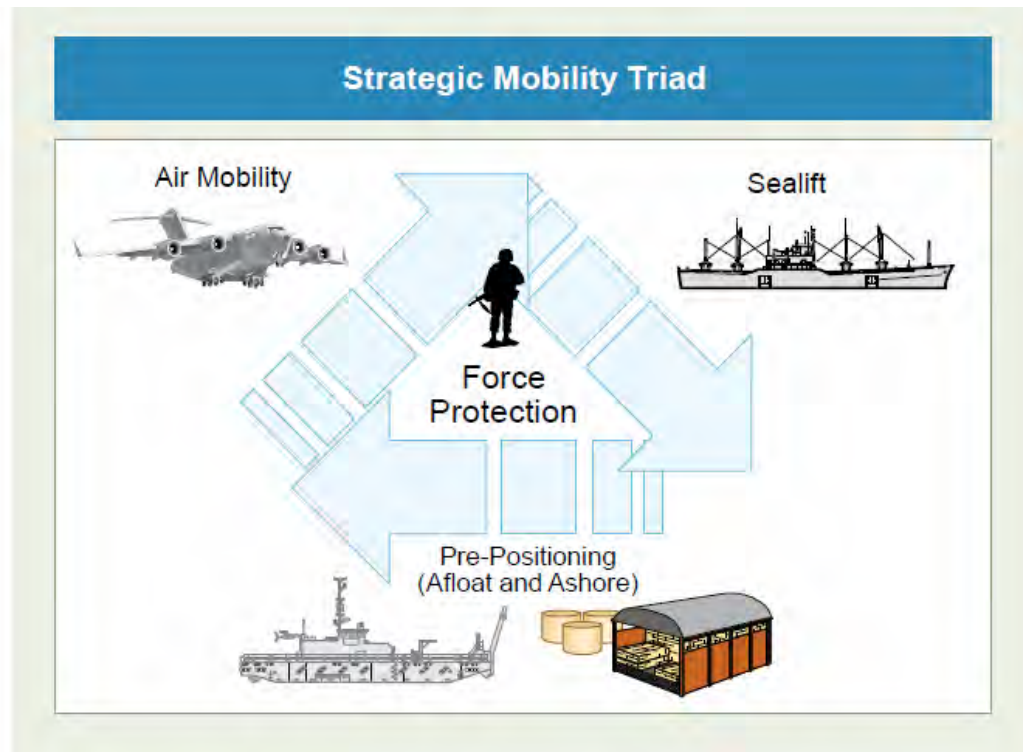 Strategic Mobility Triad
Air Mobility
Sealift
Force
Protection
Pre-Positioning
(Afloat and Ashore)